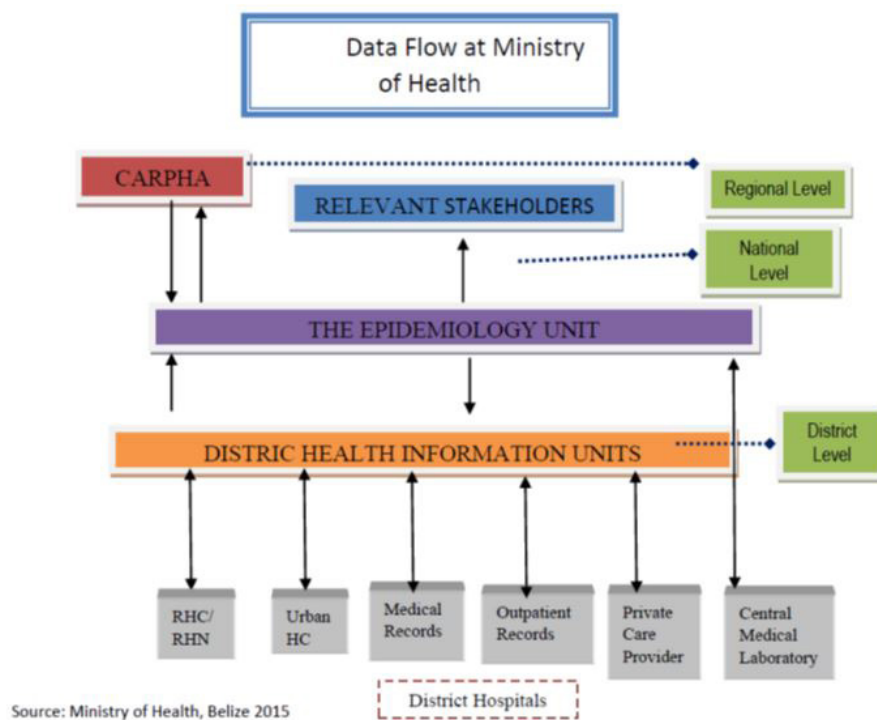 Data Flow at Ministry
of Health
CARPHA
RELEVANT STAKEHOLDERS
Regional Level
National
Level
THE EPIDEMIOLOGY UNIT
DISTRIC HEALTH INFORMATION UNITS
District
Level
RHC/
RHN
Urban
HC
Medical
Records
Outpatient
Records
Private
Care
Provider
Central
Medical
Laboratory
District Hospitals
Source: Ministry of Health, Belize 2015